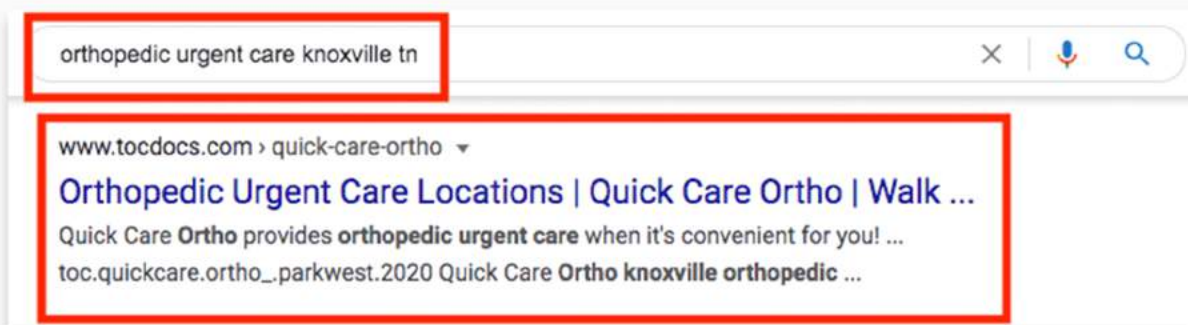 orthopedic urgent care knoxville tn
www.tocdocs.com › quick-care-ortho
Orthopedic Urgent Care Locations | Quick Care Ortho | Walk ...
Quick Care Ortho provides orthopedic urgent care when it's convenient for you! ...
toc.quickcare.ortho_.parkwest.2020 Quick Care Ortho knoxville orthopedic ...